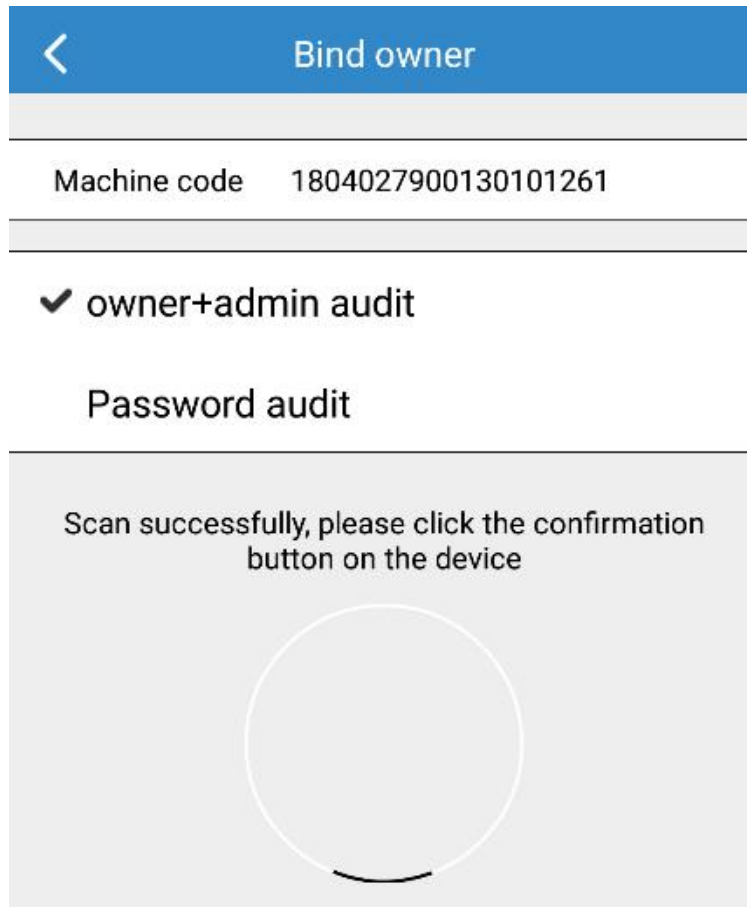 Bind owner
Machine code 1804027900130101261
owner+admin audit
Password audit
Scan successfully, please click the confirmation
button on the device